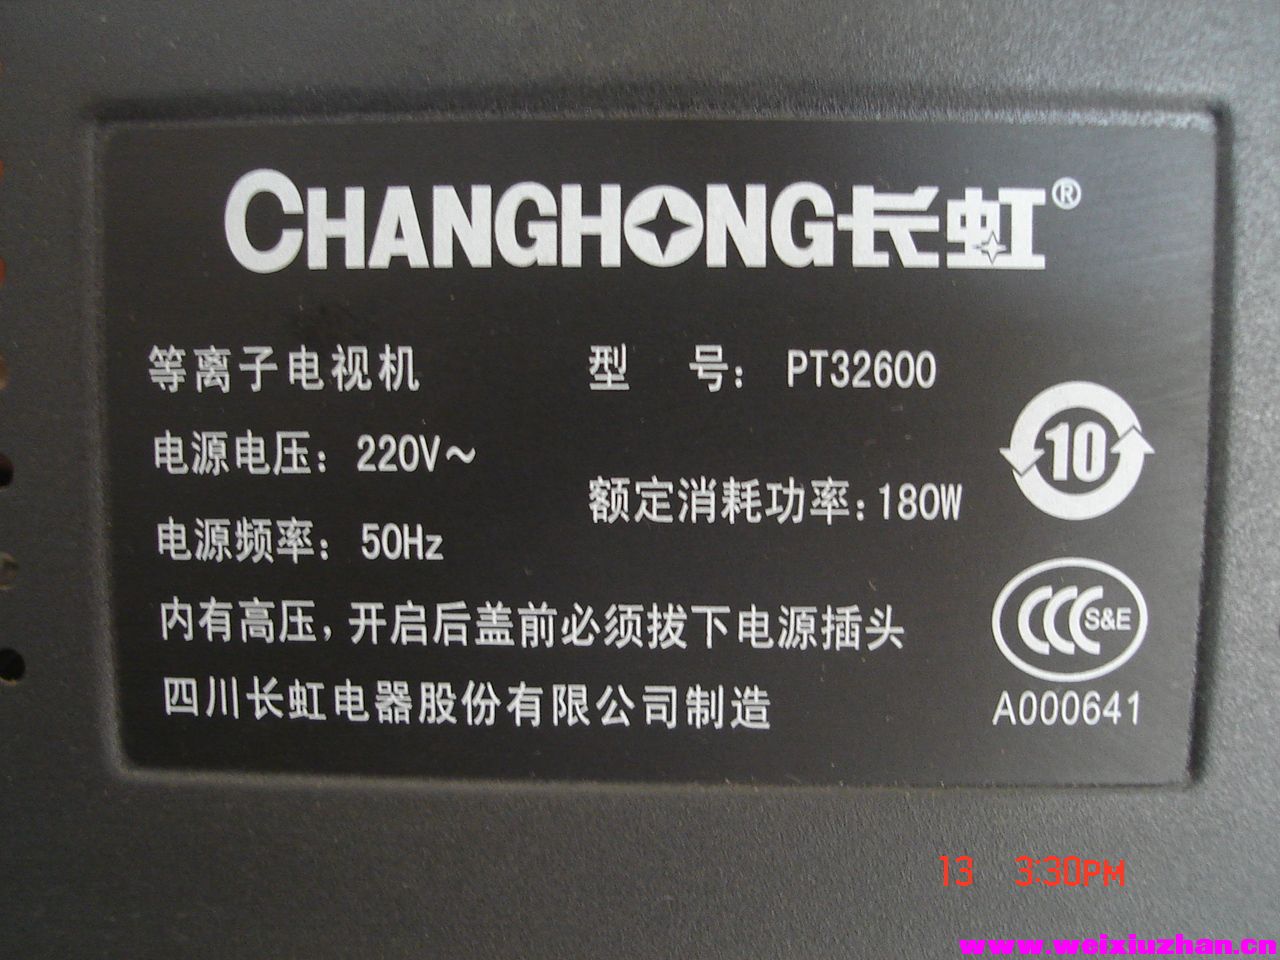 CHANGHONG长虹®
等离子电视机 型 号： PT32600
电源电压：220V～
额定消耗功率：180W
10
电源频率：50Hz
内有高压，开启后盖前必须拔下电源插头
CCC S&E
四川长虹电器股份有限公司制造
A000641
13 3:30PM
www.weixiuzhan.cn